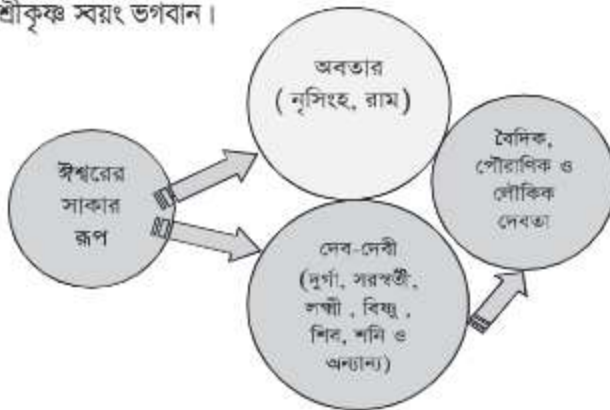 শ্রীকৃষ্ণ স্বয়ং ভগবান।
অবতার
( নৃসিংহ, রাম)
ঈশ্বরের
সাকার
রূপ
বৈদিক,
পৌরাণিক ও
লৌকিক
দেবতা
দেব-দেবী
(দুর্গা, সরস্বতী,
লক্ষ্মী , বিষ্ণু ,
শিব, শনি ও
অন্যান্য)